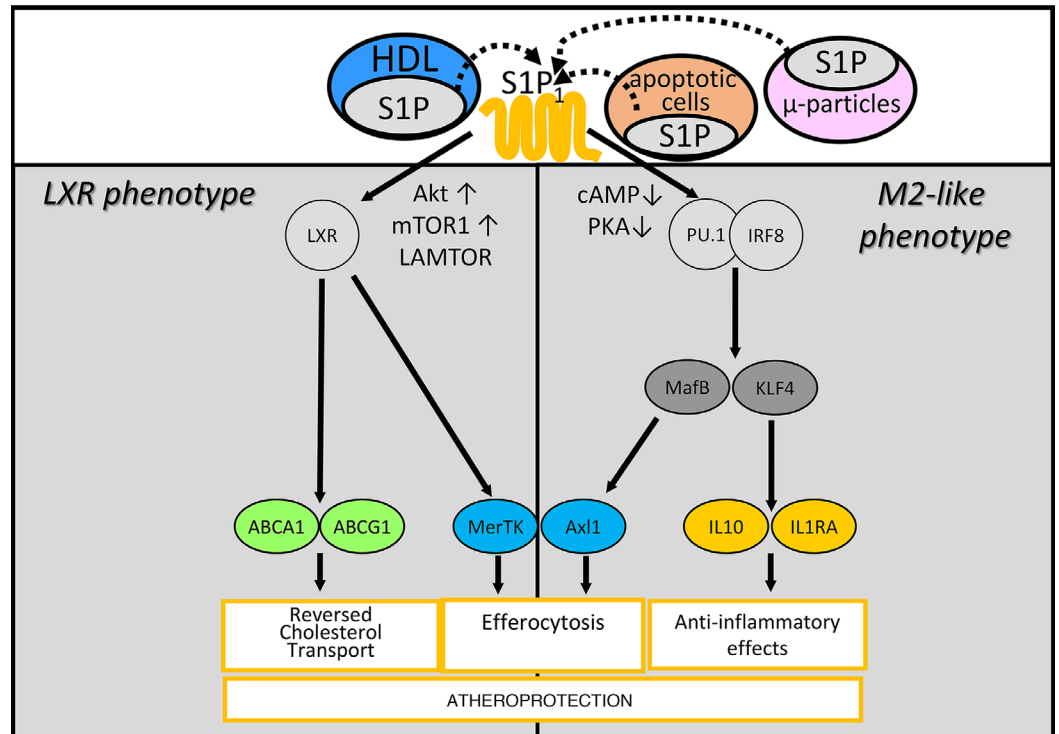 HDL
S1P
S1P1
apoptotic
cells
S1P
S1P
µ-particles
LXR phenotype
Akt ↑
mTOR1 ↑
LAMTOR
LXR
cAMP↓
PKA↓
PU.1
IRF8
M2-like
phenotype
MafB
KLF4
ABCA1
ABCG1
MerTK
Axl1
IL10
IL1RA
Reversed
Cholesterol
Transport
Efferocytosis
Anti-inflammatory
effects
ATHEROPROTECTION